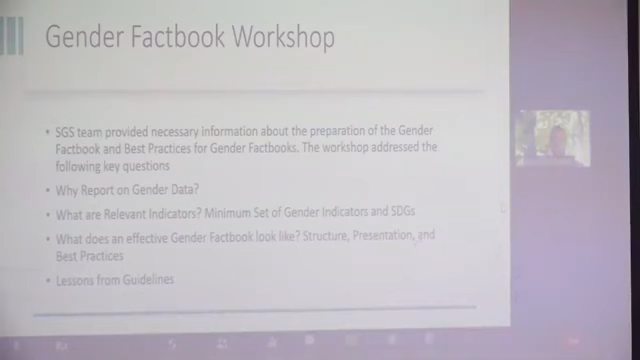 Gender Factbook Workshop
• SGS team provided necessary information about the preparation of the Gender
Factbook and Best Practices for Gender Factbooks. The workshop addressed the
following key questions
• Why Report on Gender Data?
• What are Relevant Indicators? Minimum Set of Gender Indicators and SDGs
• What does an effective Gender Factbook look like? Structure, Presentation, and
Best Practices
• Lessons from Guidelines